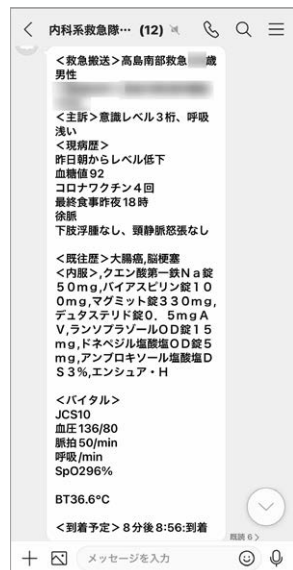 内科系救急隊… (12)
<救急搬送>高島南部救急
歳
男性
<主訴>意識レベル3桁、呼吸
浅い
<現病歴>
昨日朝からレベル低下
血糖値92
コロナワクチン4回
最終食事昨夜18時
徐脈
下肢浮腫なし、頸静脈怒張なし
<既往歴>大腸癌,脳梗塞
<内服>,クエン酸第一鉄Na錠
50mg,バイアスピリン錠10
0mg,マグミット錠330mg,
デュタステリド錠0．5mgA
V,ランソプラゾールOD錠15
mg,ドネペジル塩酸塩OD錠5
mg,アンブロキソール塩酸塩D
S3%,エンシュア・H
<バイタル>
JCS10
血圧136/80
脈拍50/min
呼吸/min
SpO296%
BT36.6°C
<到着予定>8分後8:56:到着
既読 6
メッセージを入力